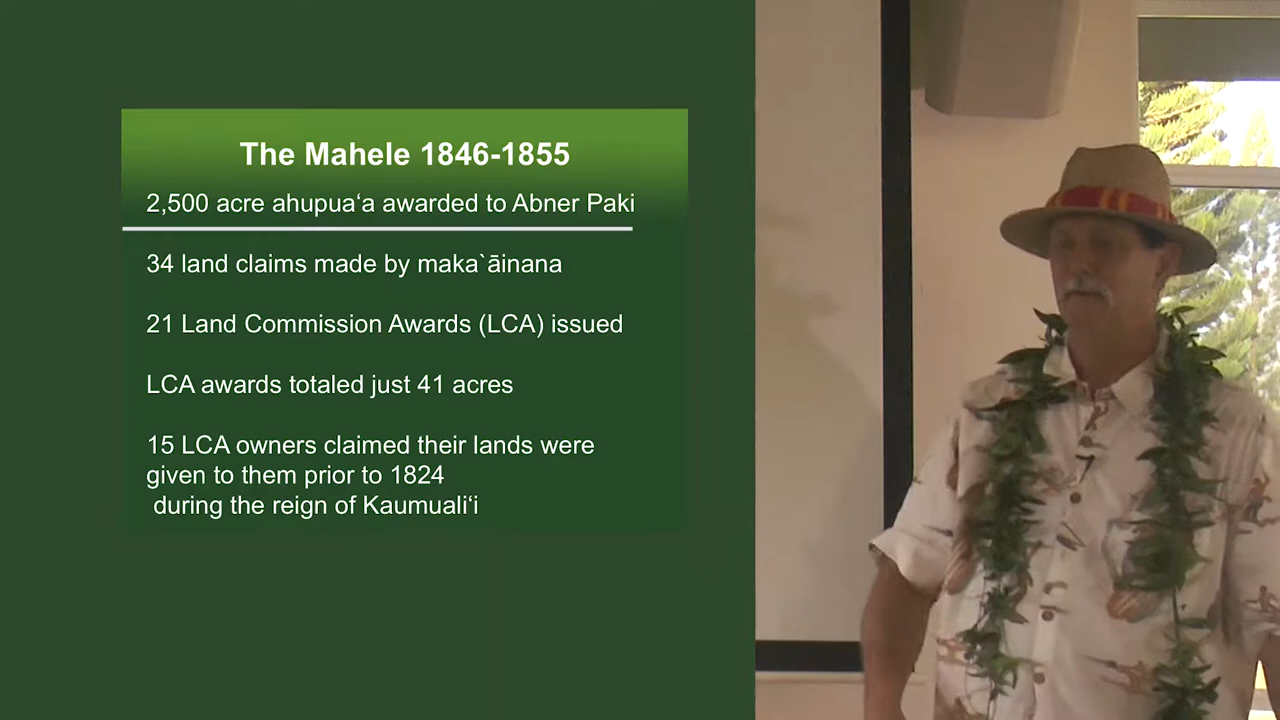 The Mahele 1846-1855
2,500 acre ahupua‘a awarded to Abner Paki
34 land claims made by maka`āinana
21 Land Commission Awards (LCA) issued
LCA awards totaled just 41 acres
15 LCA owners claimed their lands were
given to them prior to 1824
during the reign of Kaumuali‘i